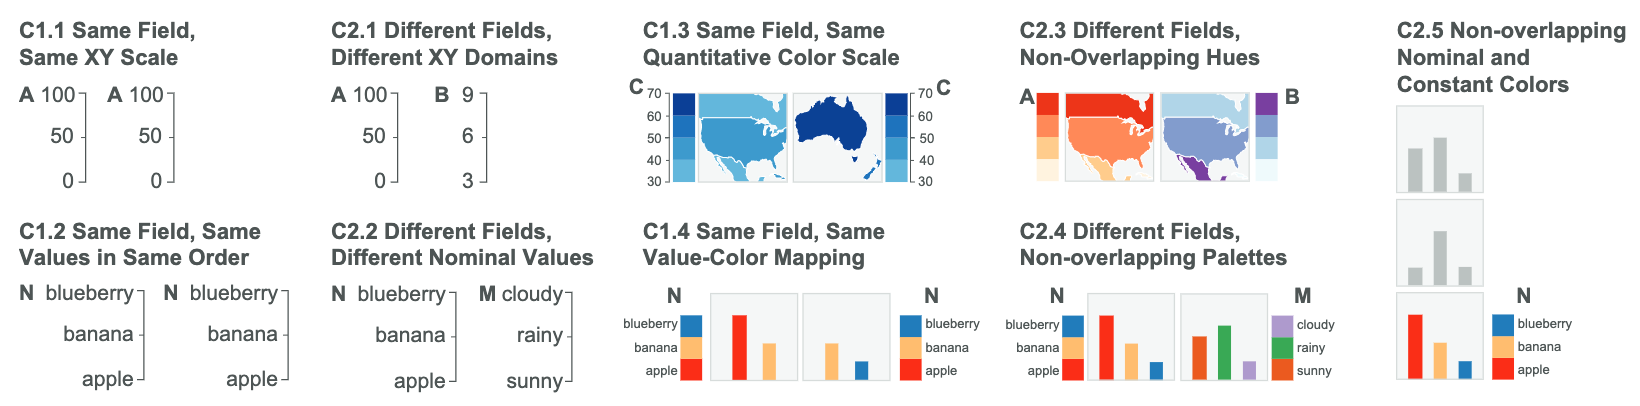 C1.1 Same Field,
Same XY Scale
A 100
50
0
A 100
50
0
C2.1 Different Fields,
Different XY Domains
A 100
50
0
B 9
6
3
C1.3 Same Field, Same
Quantitative Color Scale
C 70
60
50
40
30
70 C
60
50
40
30
C2.3 Different Fields,
Non-Overlapping Hues
A
B
C2.5 Non-overlapping
Nominal and
Constant Colors
N
blueberry
banana
apple
C1.2 Same Field, Same
Values in Same Order
N blueberry
banana
apple
N blueberry
banana
apple
C2.2 Different Fields,
Different Nominal Values
N blueberry
banana
apple
M cloudy
rainy
sunny
C1.4 Same Field, Same
Value-Color Mapping
N
blueberry
banana
apple
N
blueberry
banana
apple
C2.4 Different Fields,
Non-overlapping Palettes
N
blueberry
banana
apple
M
cloudy
rainy
sunny